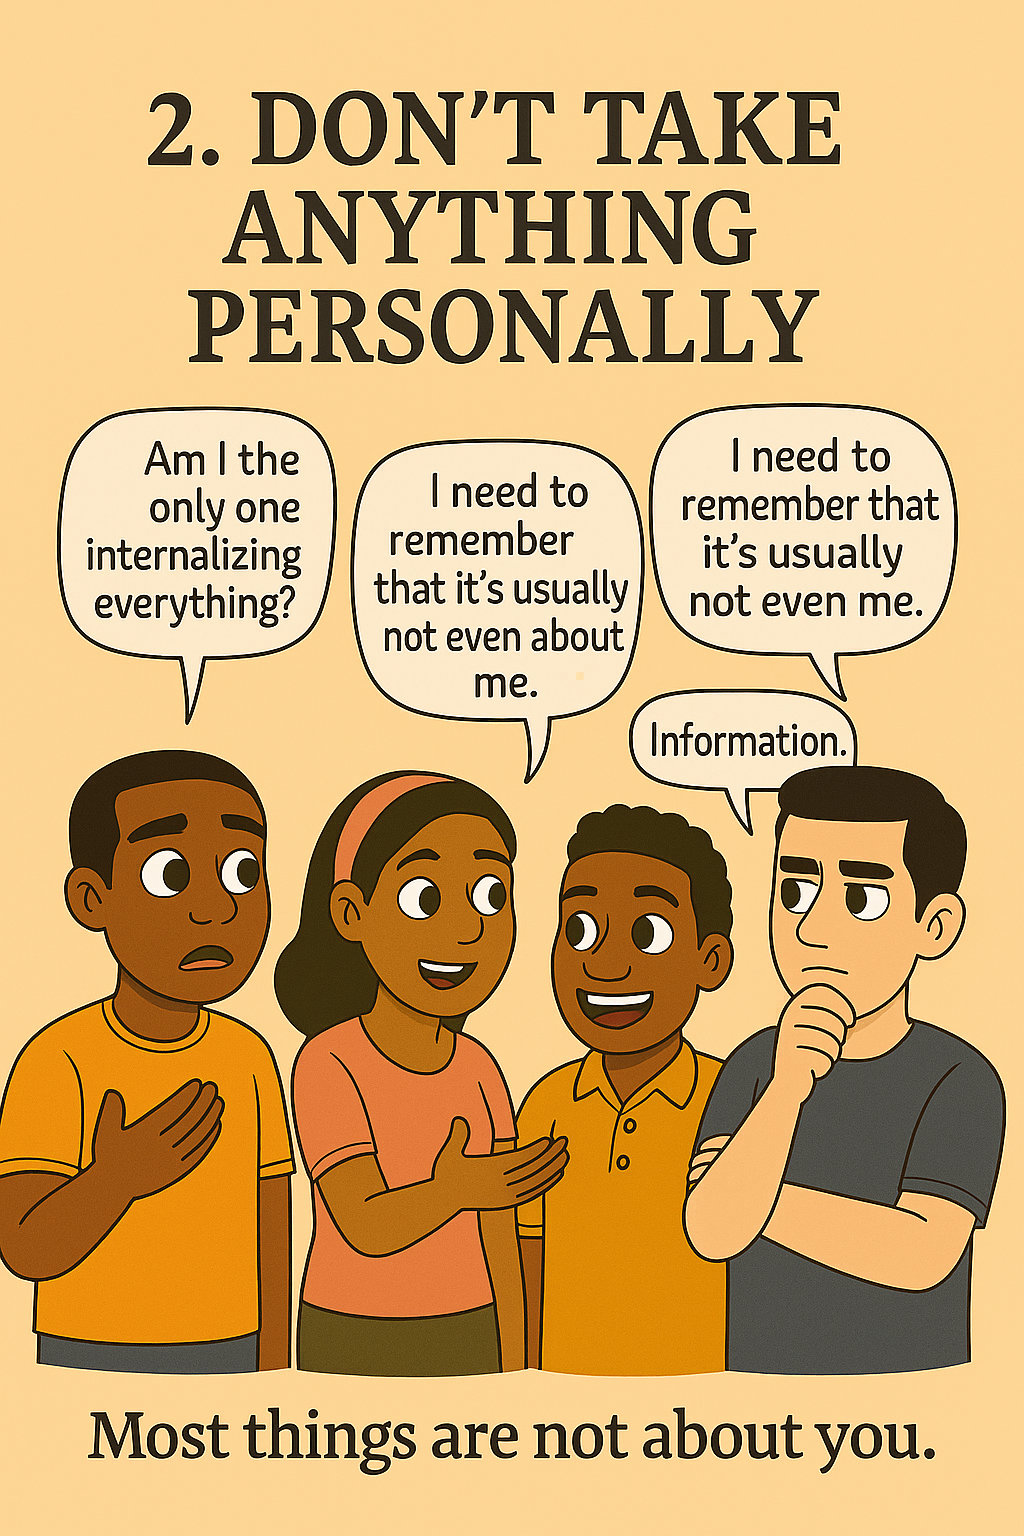 2. DON'T TAKE
ANYTHING
PERSONALLY
Am I the
only one
internalizing
everything?
I need to
remember
that it's usually
not even about
me.
I need to
remember that
it's usually
not even me.
Information.
Most things are not about you.